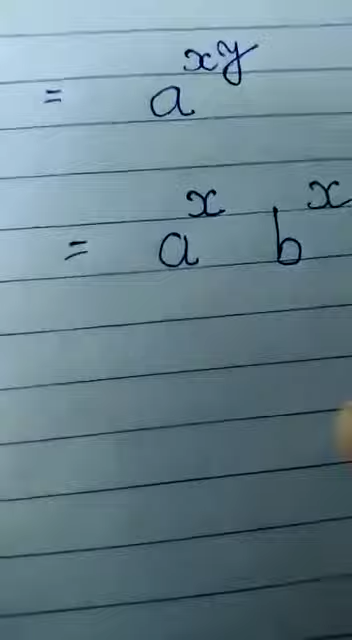 = a^{xy}
= a^x b^x